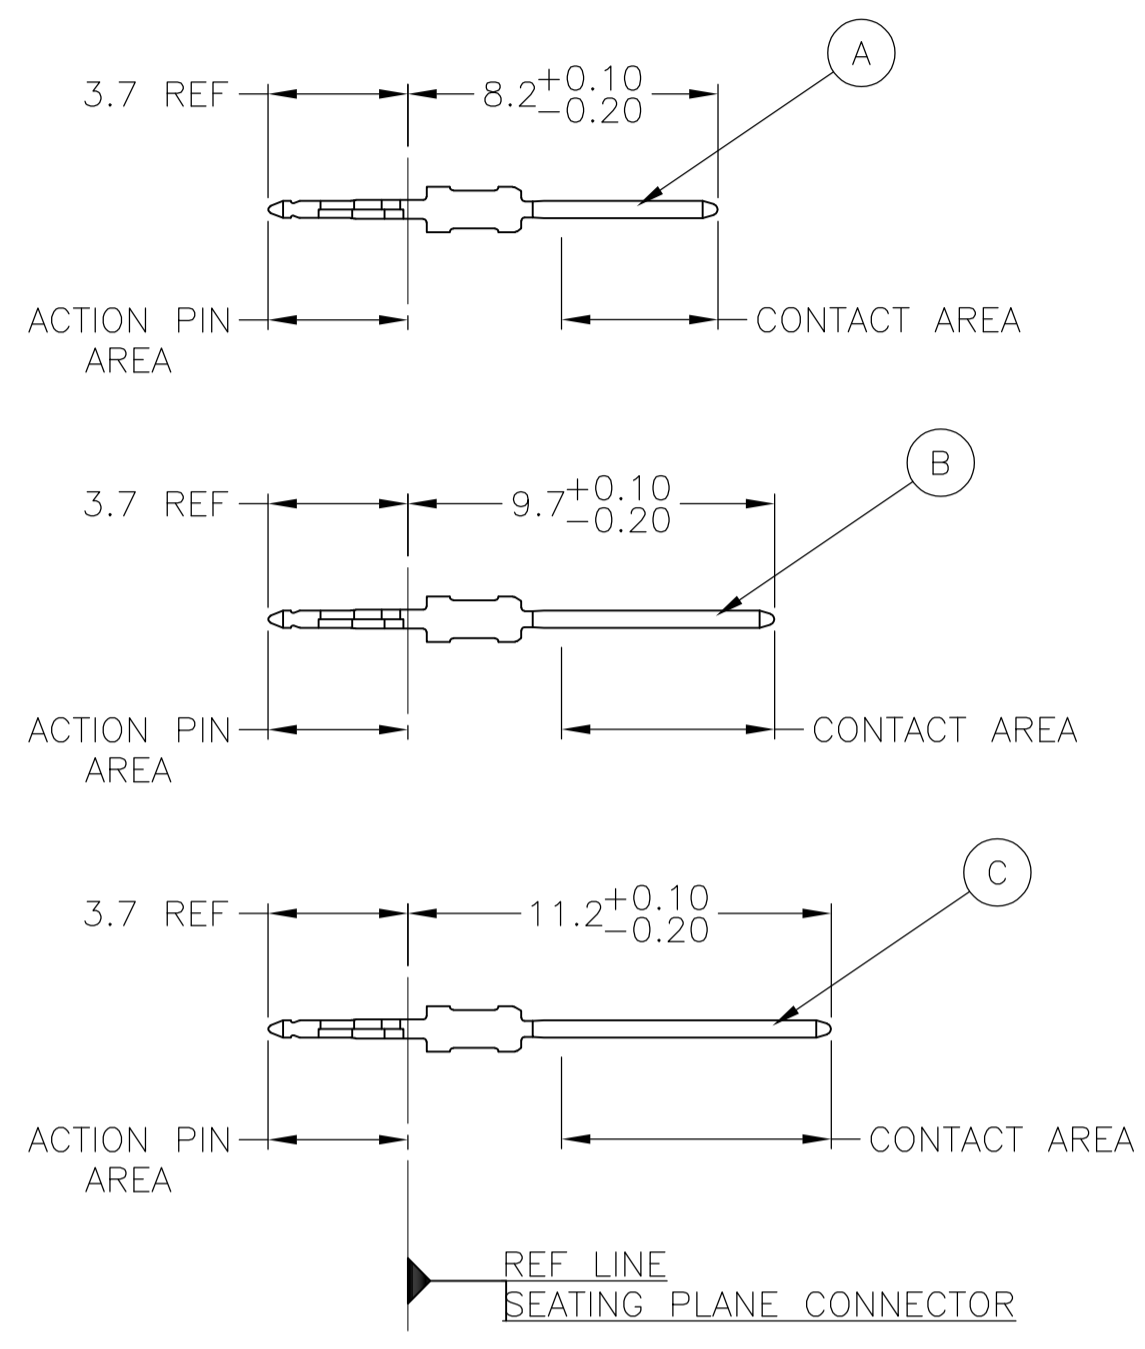 A
3.7 REF
8.2 +0.10
-0.20
ACTION PIN
AREA
CONTACT AREA
B
3.7 REF
9.7 +0.10
-0.20
ACTION PIN
AREA
CONTACT AREA
C
3.7 REF
11.2 +0.10
-0.20
ACTION PIN
AREA
CONTACT AREA
REF LINE
SEATING PLANE CONNECTOR